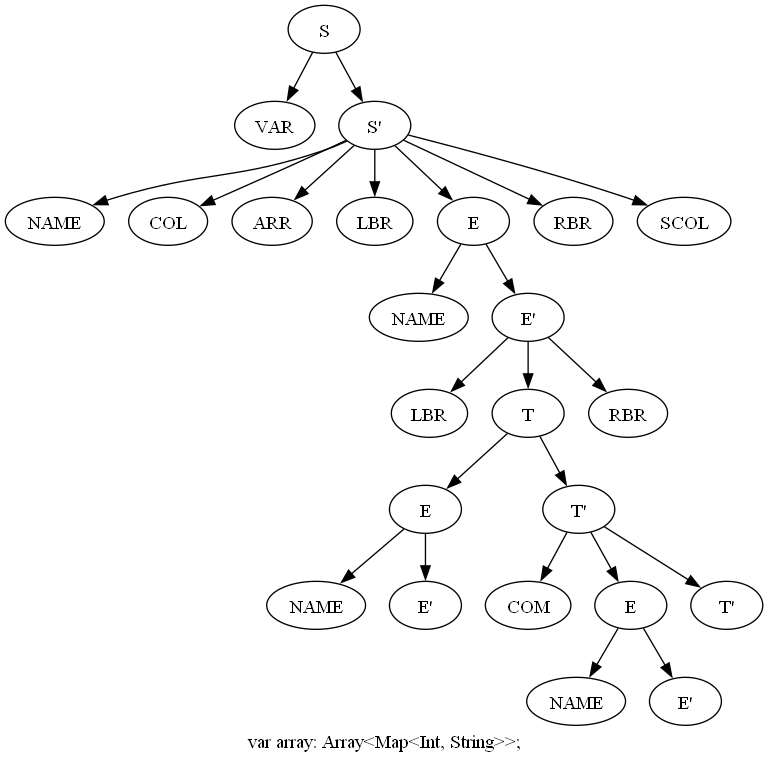 S
VAR S'
NAME COL ARR LBR E RBR SCOL
NAME E'
LBR T RBR
E T'
NAME E' COM E T'
NAME E'
var array: Array<Map<Int, String>>;